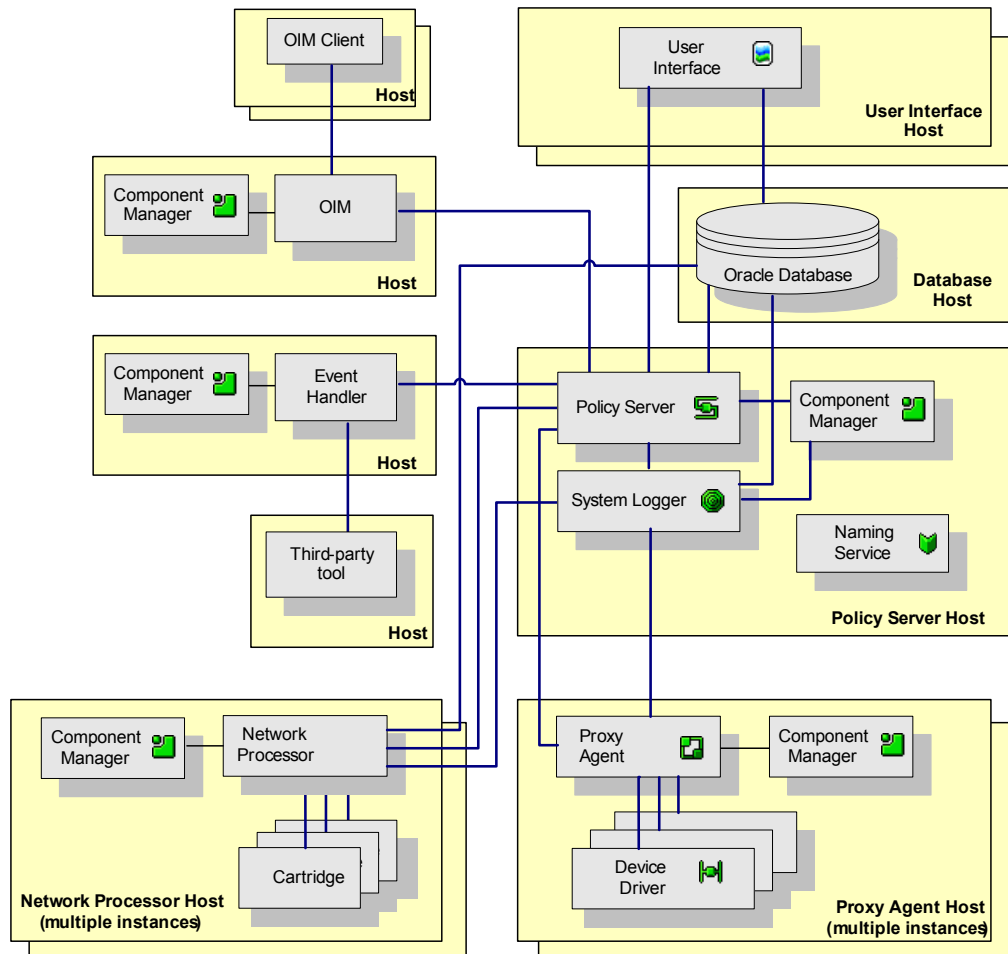 OIM Client
Host
User
Interface
User Interface
Host
Component
Manager
OIM
Host
Oracle Database
Database
Host
Component
Manager
Event
Handler
Host
Policy Server
Component
Manager
System Logger
Naming
Service
Policy Server Host
Third-party
tool
Host
Component
Manager
Network
Processor
Cartridge
Network Processor Host
(multiple instances)
Proxy
Agent
Component
Manager
Device
Driver
Proxy Agent Host
(multiple instances)